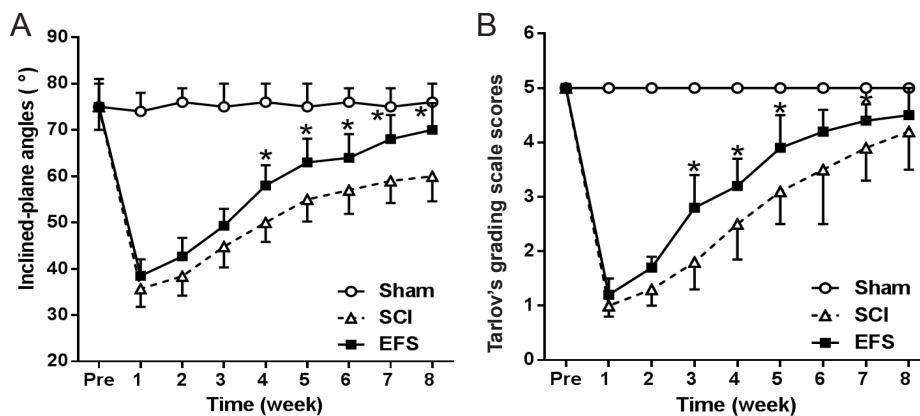 A
Inclined-plane angles (°)
90
80
70
60
50
40
30
20
* * * * *
Sham
SCI
EFS
Pre 1 2 3 4 5 6 7 8
Time (week)
B
Tarlov's grading scale scores
6
5
4
3
2
1
0
* * * *
Sham
SCI
EFS
Pre 1 2 3 4 5 6 7 8
Time (week)